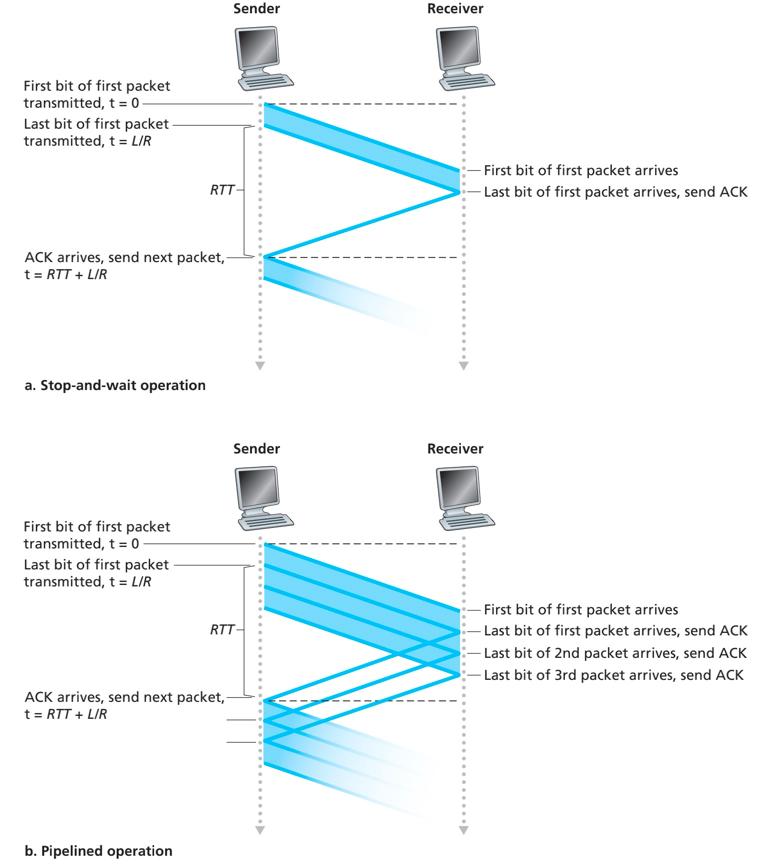 Sender Receiver
First bit of first packet
transmitted, t = 0
Last bit of first packet
transmitted, t = L/R
First bit of first packet arrives
RTT
Last bit of first packet arrives, send ACK
ACK arrives, send next packet,
t = RTT + L/R
a. Stop-and-wait operation
Sender Receiver
First bit of first packet
transmitted, t = 0
Last bit of first packet
transmitted, t = L/R
First bit of first packet arrives
RTT
Last bit of first packet arrives, send ACK
Last bit of 2nd packet arrives, send ACK
Last bit of 3rd packet arrives, send ACK
ACK arrives, send next packet,
t = RTT + L/R
b. Pipelined operation